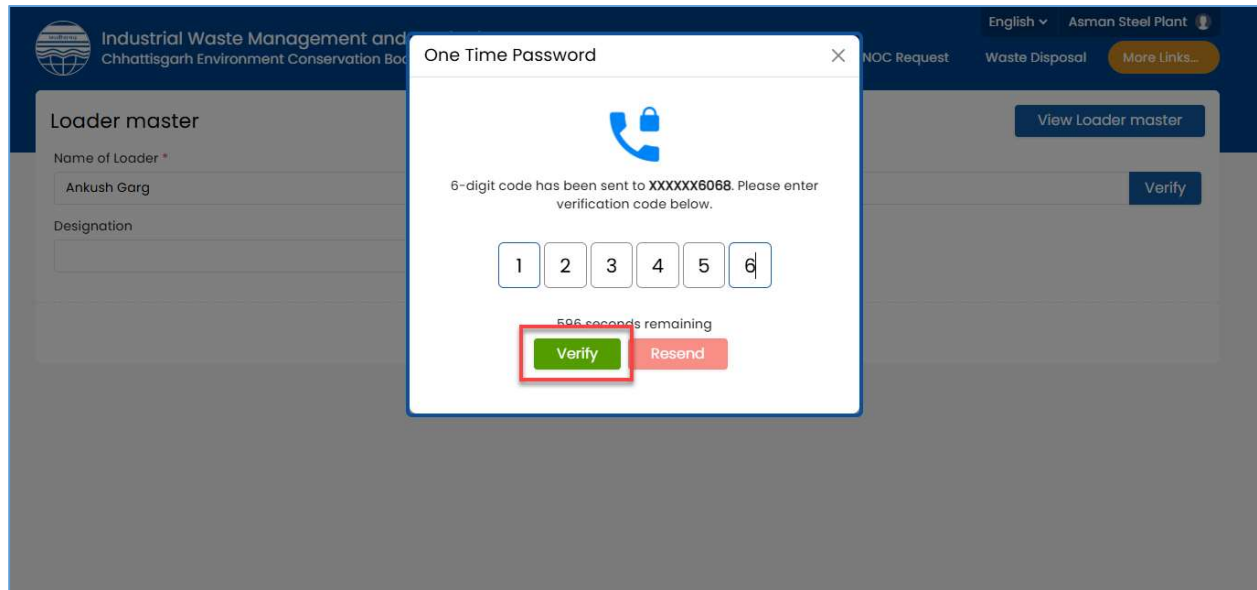 English Asman Steel Plant
Industrial Waste Management and
Chhattisgarh Environment Conservation
NOC Request Waste Disposal More Links...
One Time Password
Loader master
View Loader master
Name of Loader *
Ankush Garg
Verify
Designation
6-digit code has been sent to XXXXXX6068. Please enter
verification code below.
1 2 3 4 5 6
596 seconds remaining
Verify Resend